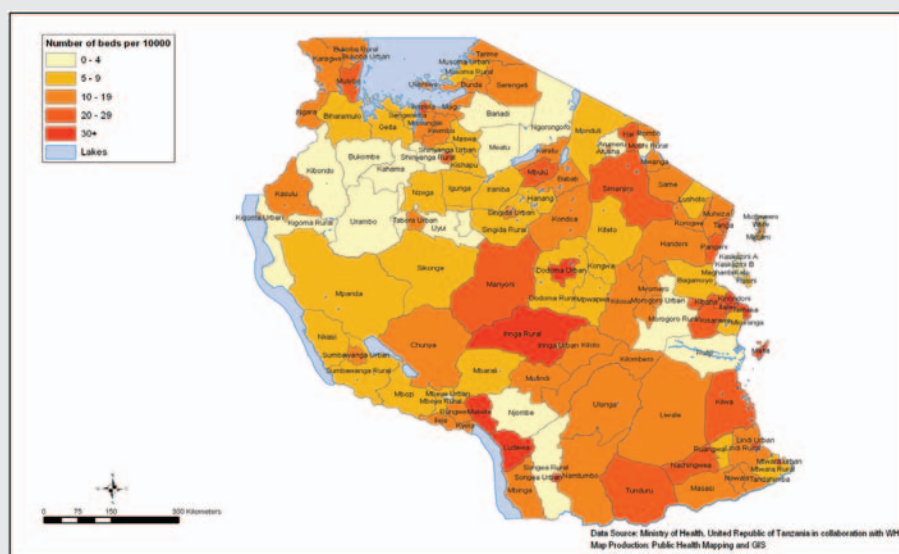 Number of beds per 10000
0 - 4
5 - 9
10 - 19
20 - 29
30+
Lakes
Bukoba Rural
Bukoba Urban
Karagwe
Muleba
Tarime
Musoma Urban
Musoma Rural
Bunda
Serengeti
Ngara
Biharamulo
Geita
Bariadi
Ngorongoro
Monduli
Maswa
Meatu
Kibondo
Bukombe
Kahama
Shinyanga Urban
Shinyanga Rural
Kishapu
Karatu
Mbulu
Babati
Arumeru
Arusha
Hai
Rombo
Moshi Rural
Mwanga
Kasulu
Nzega
Igunga
Iramba
Hanang
Simanjiro
Same
Lushoto
Kigoma Urban
Kigoma Rural
Urambo
Tabora Urban
Uyui
Singida Urban
Singida Rural
Kondoa
Kiteto
Korogwe
Muheza
Tanga
Handeni
Pangani
Kaskazini A
Kaskazini B
Mpanda
Sikonge
Manyoni
Dodoma Urban
Kongwa
Dodoma Rural
Mpwapwa
Kilosa
Mvomero
Morogoro Urban
Bagamoyo
Kibaha
Kinondoni
Morogoro Rural
Mkuranga
Nkasi
Chunya
Iringa Rural
Iringa Urban
Kilolo
Rufiji
Mafia
Sumbawanga Urban
Sumbawanga Rural
Mbarali
Mufindi
Kilombero
Mbozi
Mbeya Urban
Mbeya Rural
Rungwe
Makete
Ileje
Kyela
Njombe
Ulanga
Liwale
Kilwa
Ludewa
Ruangwa
Lindi Urban
Lindi Rural
Songea Rural
Songea Urban
Namtumbo
Nachingwea
Mtwara Urban
Mtwara Rural
Mbinga
Tunduru
Masasi
Newala
Tandahimba
0 75 150 300 Kilometers
Data Source: Ministry of Health, United Republic of Tanzania in collaboration with WH
Map Production: Public Health Mapping and GIS